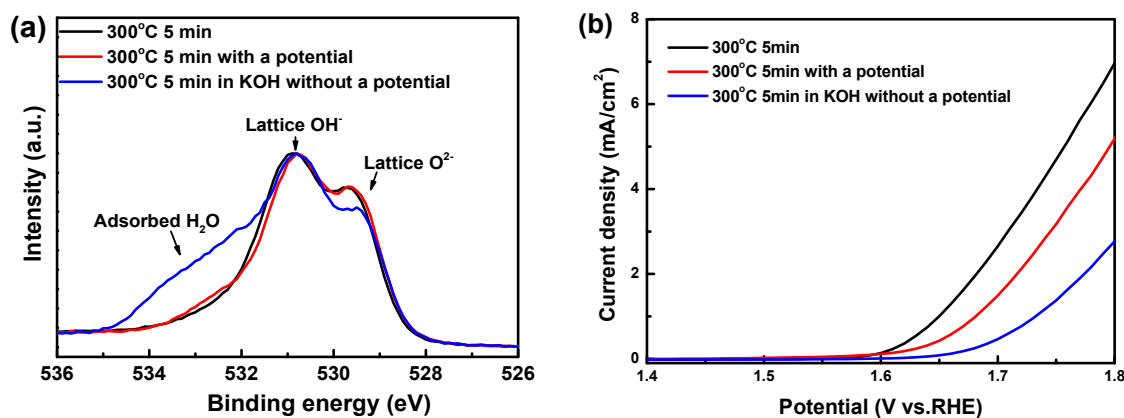 (a)
300°C 5 min
300°C 5 min with a potential
300°C 5 min in KOH without a potential
Lattice OH⁻
Lattice O²⁻
Adsorbed H₂O
Intensity (a.u.)
536 534 532 530 528 526
Binding energy (eV)
(b)
300°C 5min
300°C 5min with a potential
300°C 5min in KOH without a potential
Current density (mA/cm²)
8
6
4
2
0
1.4 1.5 1.6 1.7 1.8
Potential (V vs.RHE)